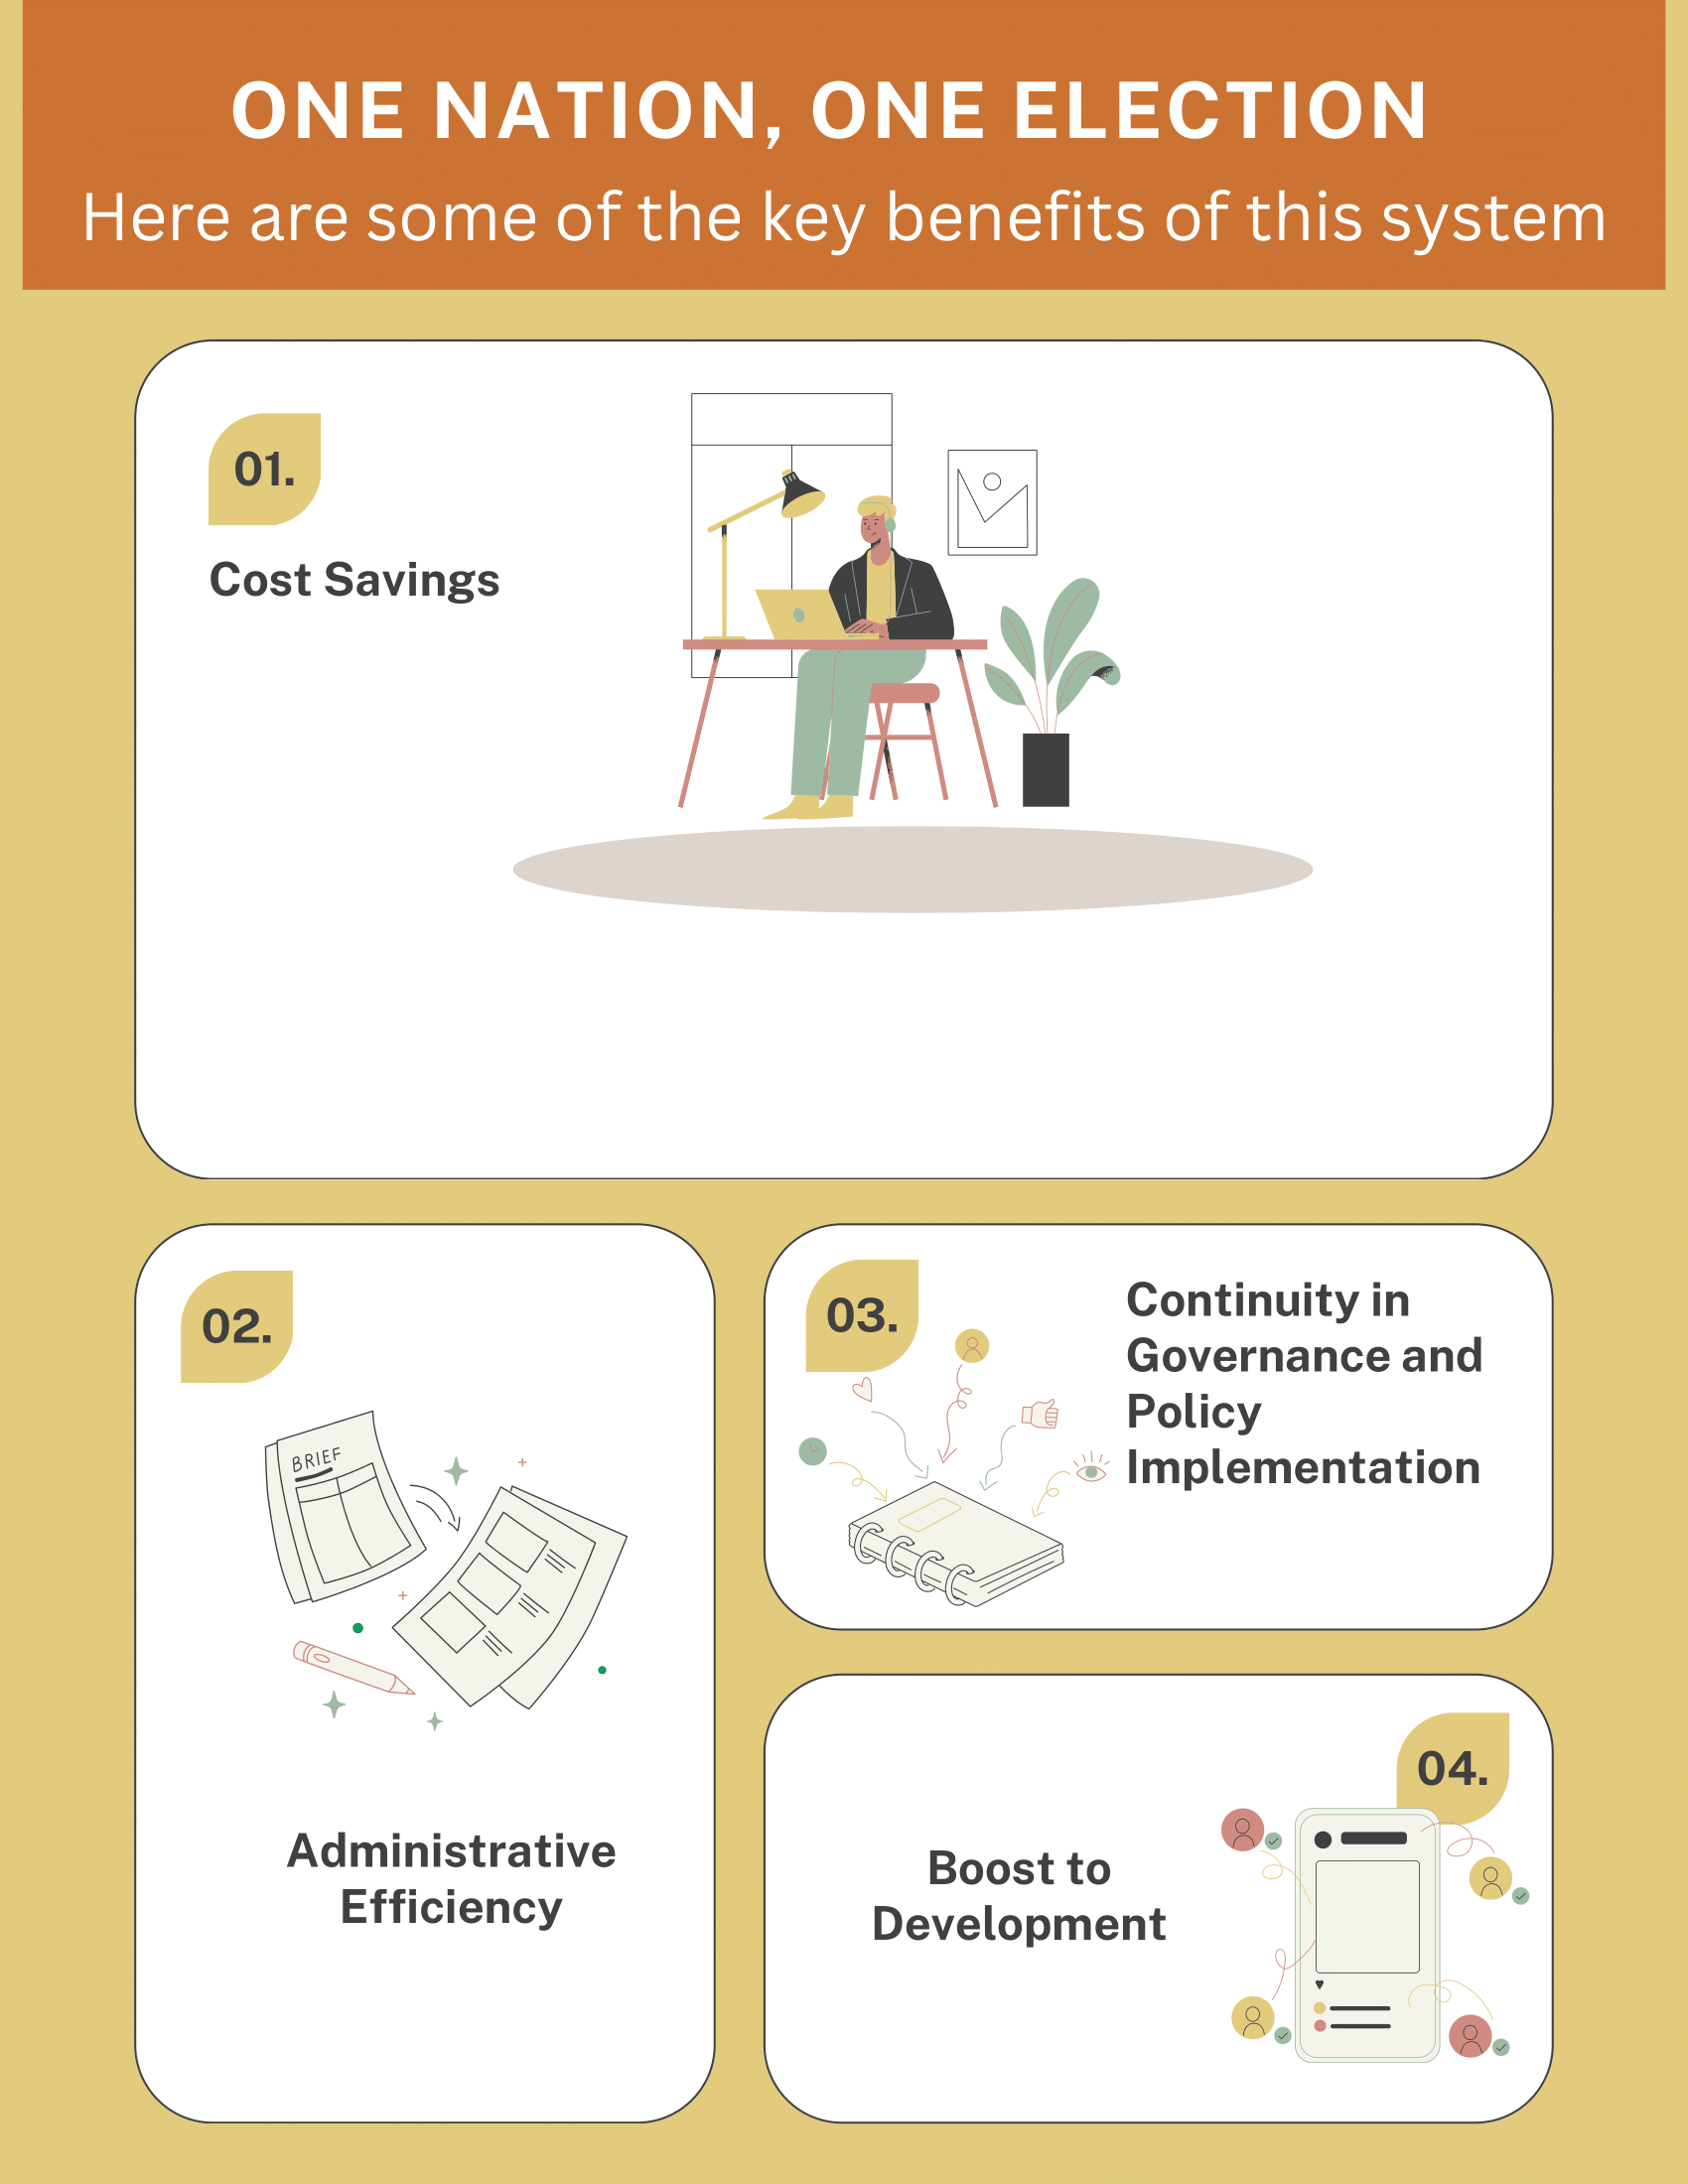 ONE NATION, ONE ELECTION
Here are some of the key benefits of this system
01.
Cost Savings
02.
BRIEF
Administrative
Efficiency
03.
Continuity in
Governance and
Policy
Implementation
04.
Boost to
Development